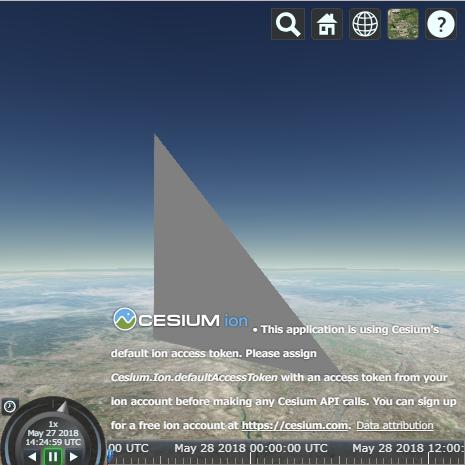 ?
CESIUM ion • This application is using Cesium's
default ion access token. Please assign
Cesium.Ion.defaultAccessToken with an access token from your
ion account before making any Cesium API calls. You can sign up
for a free ion account at https://cesium.com. Data attribution
1x
May 27 2018
14:24:59 UTC
00 UTC May 28 2018 00:00:00 UTC May 28 2018 12:00: